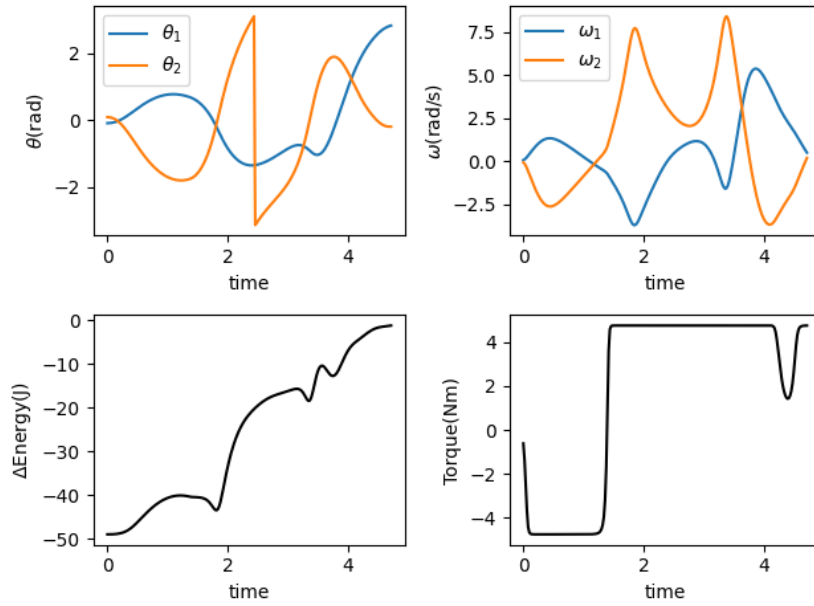 θ(rad)
2
0
−2
θ₁
θ₂
0 2 4
time
ω(rad/s)
7.5
5.0
2.5
0.0
−2.5
ω₁
ω₂
0 2 4
time
ΔEnergy(J)
0
−10
−20
−30
−40
−50
0 2 4
time
Torque(Nm)
4
2
0
−2
−4
0 2 4
time